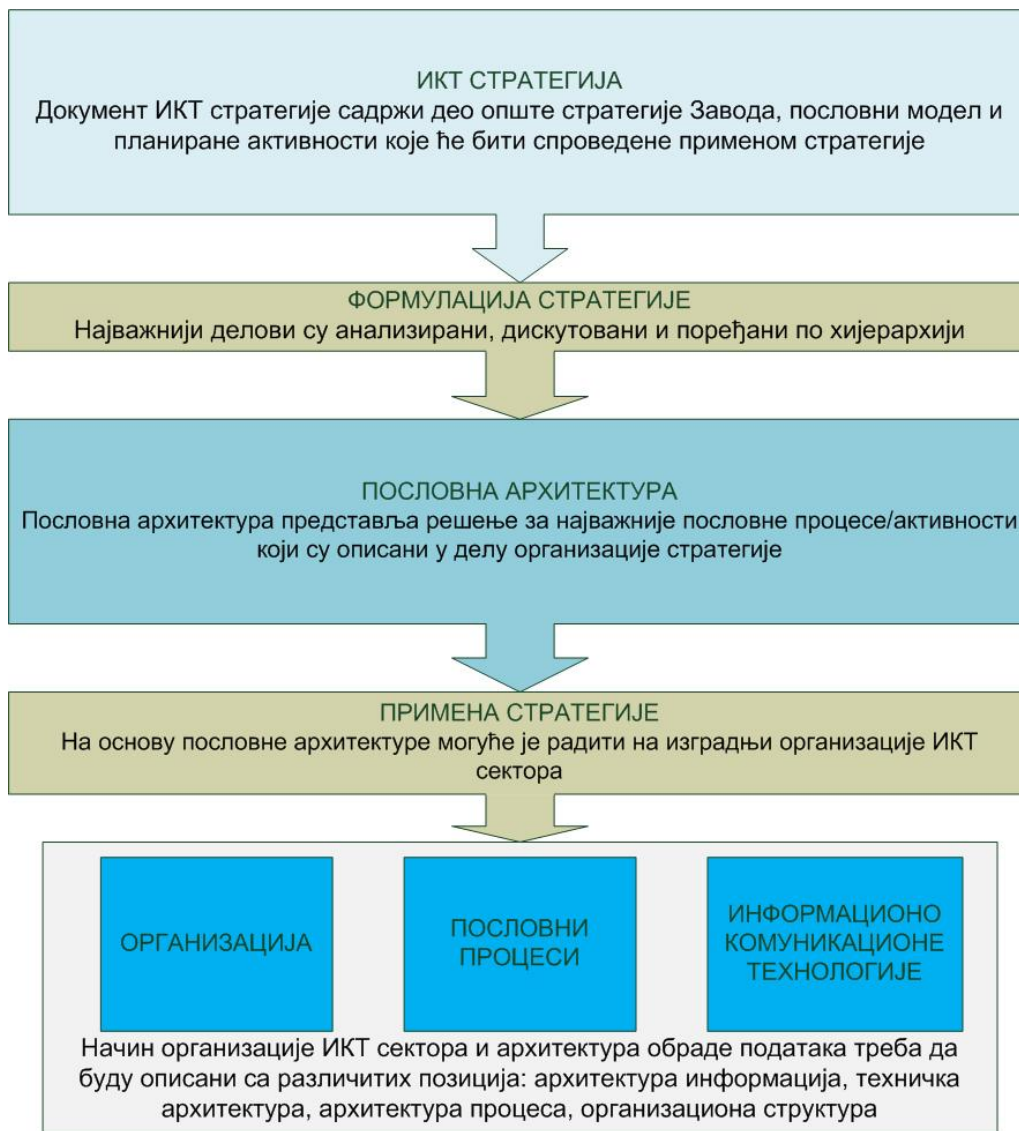 ИКТ СТРАТЕГИЈА
Документ ИКТ стратегије садржи део опште стратегије Завода, пословни модел и
планиране активности које ће бити спроведене применом стратегије
ФОРМУЛАЦИЈА СТРАТЕГИЈЕ
Најважнији делови су анализирани, дискутовани и поређани по хијерархији
ПОСЛОВНА АРХИТЕКТУРА
Пословна архитектура представља решење за најважније пословне процесе/активности
који су описани у делу организације стратегије
ПРИМЕНА СТРАТЕГИЈЕ
На основу пословне архитектуре могуће је радити на изградњи организације ИКТ
сектора
ОРГАНИЗАЦИЈА
ПОСЛОВНИ
ПРОЦЕСИ
ИНФОРМАЦИОНО
КОМУНИКАЦИОНЕ
ТЕХНОЛОГИЈЕ
Начин организације ИКТ сектора и архитектура обраде података треба да
буду описани са различитих позиција: архитектура информација, техничка
архитектура, архитектура процеса, организациона структура